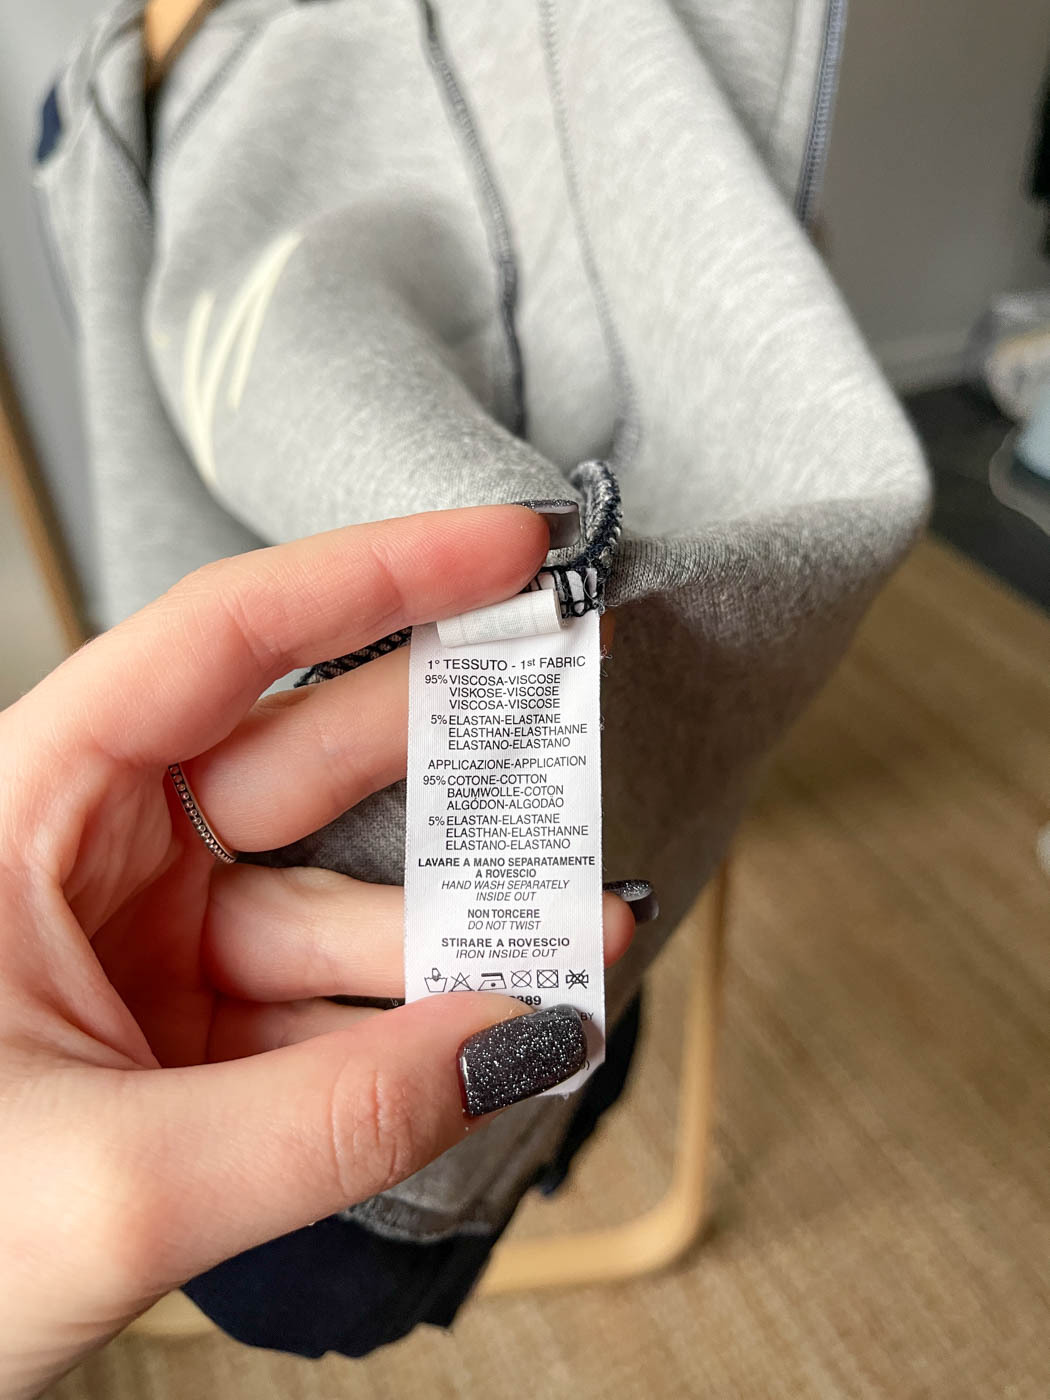 1° TESSUTO - 1st FABRIC
95% VISCOSA-VISCOSE
VISKOSE-VISCOSE
VISCOSA-VISCOSE
5% ELASTAN-ELASTANE
ELASTHAN-ELASTHANNE
ELASTANO-ELASTANO
APPLICAZIONE-APPLICATION
95% COTONE-COTTON
BAUMWOLLE-COTON
ALGODON-ALGODÃO
5% ELASTAN-ELASTANE
ELASTHAN-ELASTHANNE
ELASTANO-ELASTANO
LAVARE A MANO SEPARATAMENTE
A ROVESCIO
HAND WASH SEPARATELY
INSIDE OUT
NON TORCERE
DO NOT TWIST
STIRARE A ROVESCIO
IRON INSIDE OUT
BY